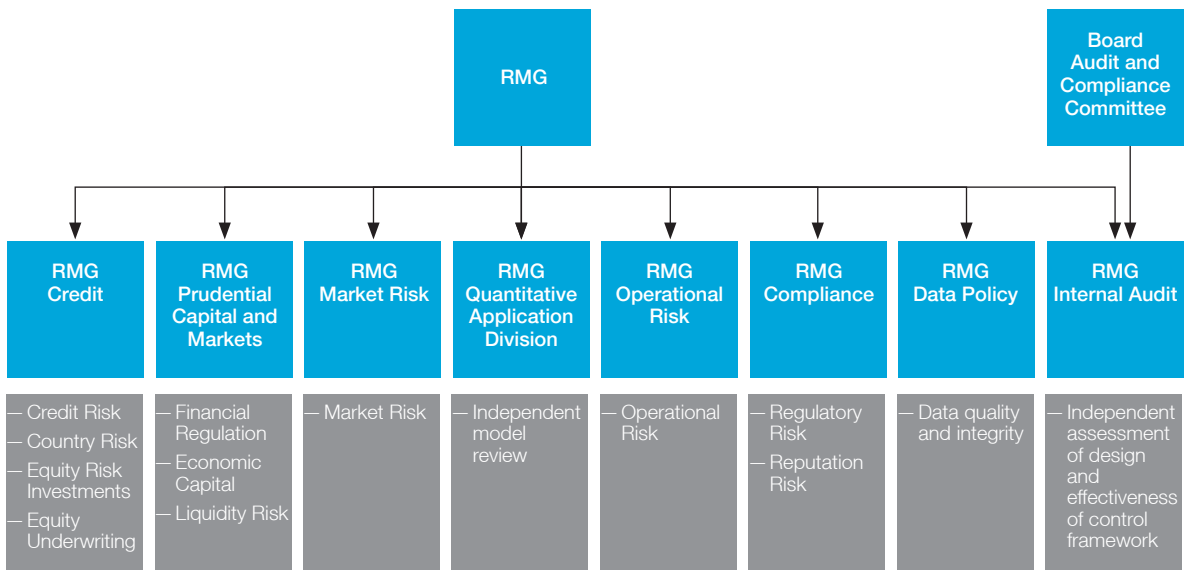 RMG
Board
Audit and
Compliance
Committee
RMG
Credit
RMG
Prudential
Capital and
Markets
RMG
Market Risk
RMG
Quantitative
Application
Division
RMG
Operational
Risk
RMG
Compliance
RMG
Data Policy
RMG
Internal Audit
— Credit Risk
— Country Risk
— Equity Risk
Investments
— Equity
Underwriting
— Financial
Regulation
— Economic
Capital
— Liquidity Risk
— Market Risk
— Independent
model
review
— Operational
Risk
— Regulatory
Risk
— Reputation
Risk
— Data quality
and integrity
— Independent
assessment
of design
and
effectiveness
of control
framework